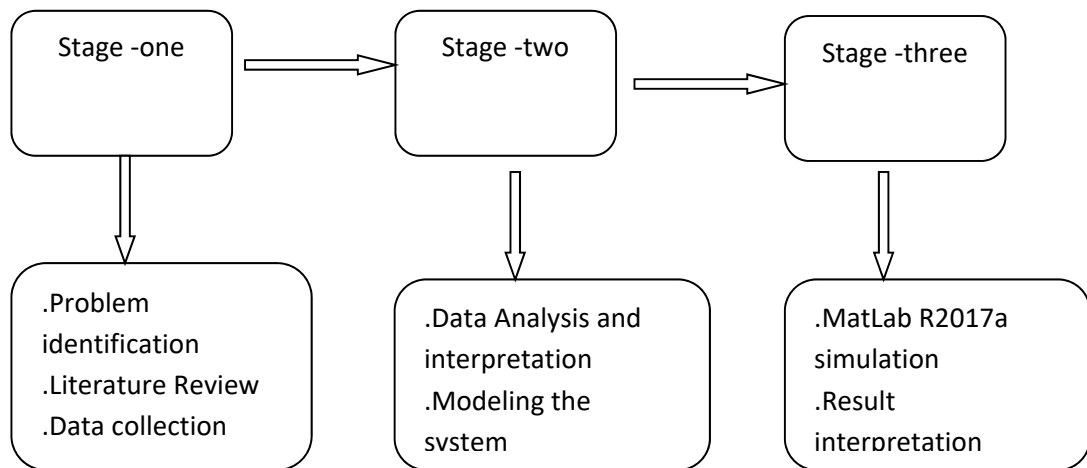 Stage -one
Stage -two
Stage -three
.Problem
identification
.Literature Review
.Data collection
.Data Analysis and
interpretation
.Modeling the
system
.MatLab R2017a
simulation
.Result
interpretation